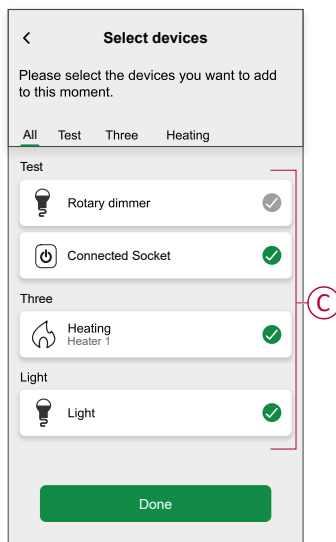 Select devices
Please select the devices you want to add
to this moment.
All Test Three Heating
Test
Rotary dimmer
Connected Socket
Three
Heating
Heater 1
Light
Light
Done
C